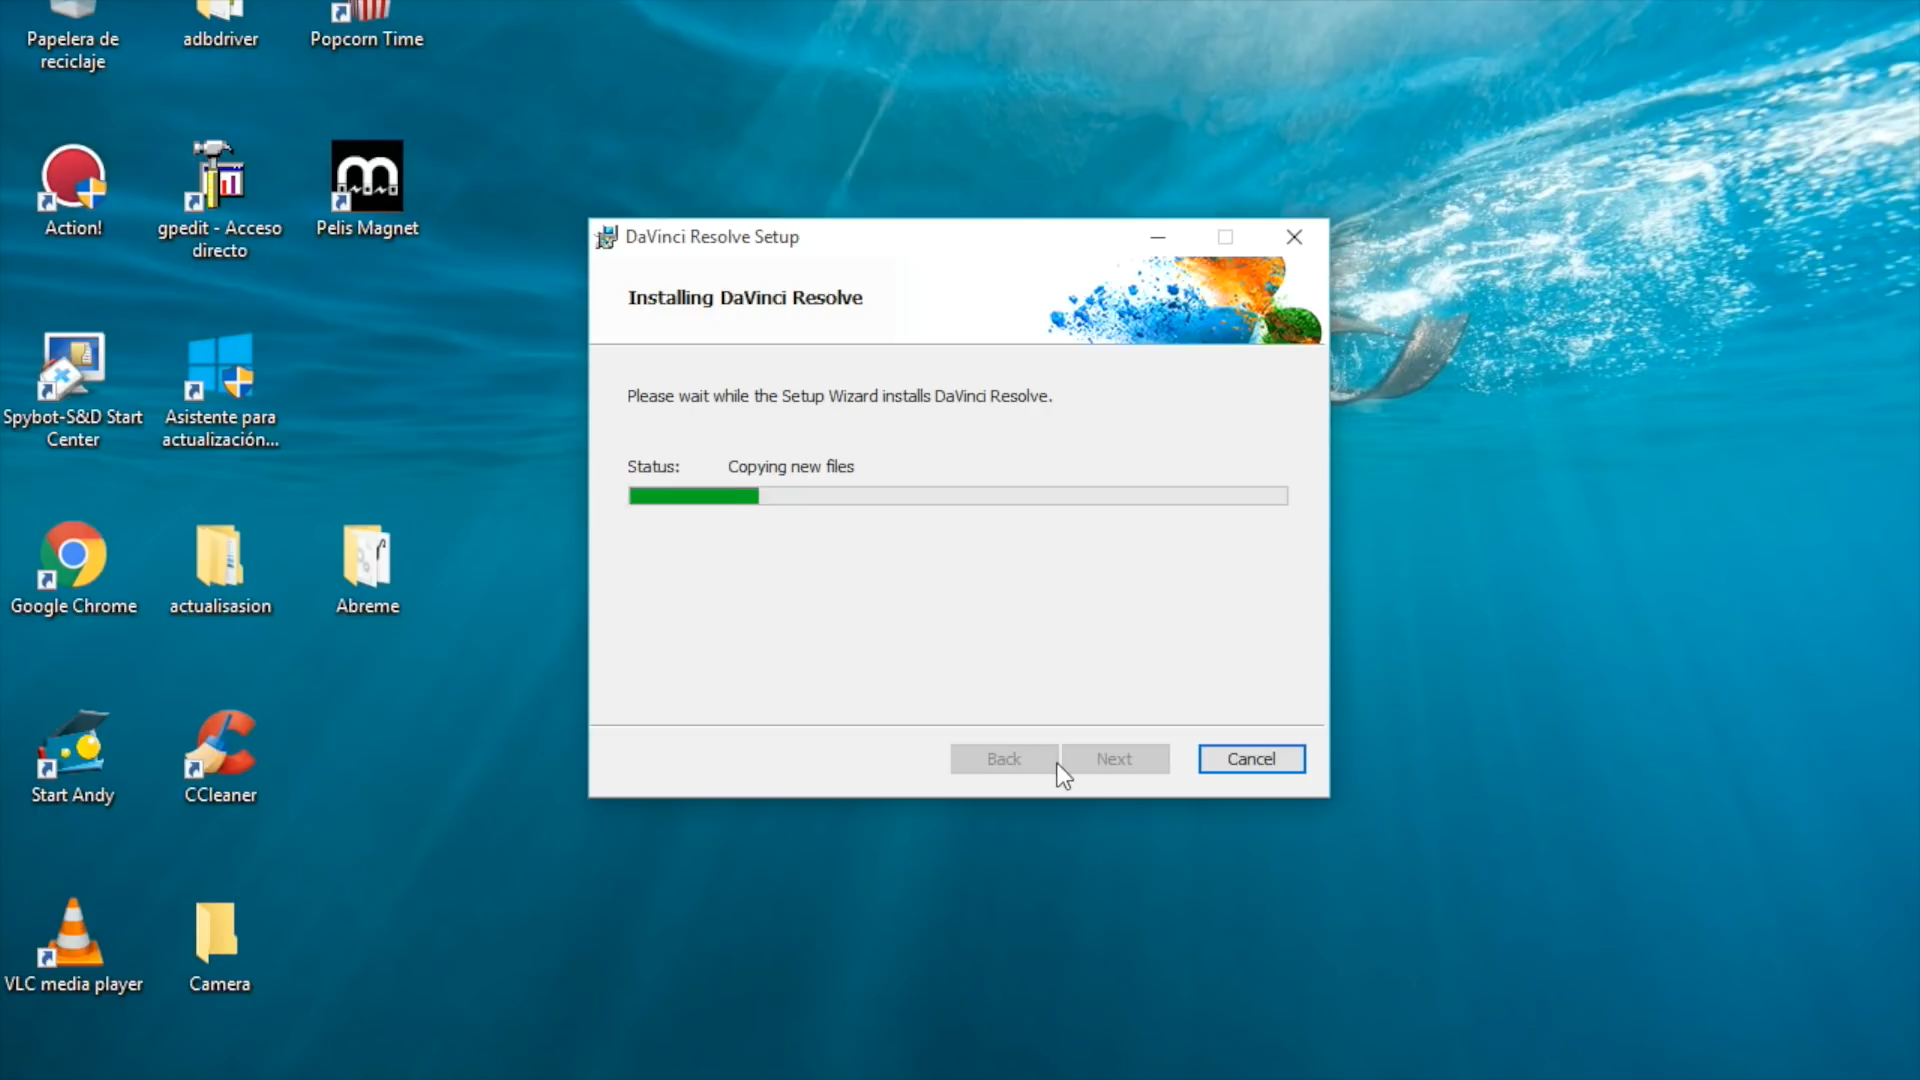 Papelera de
reciclaje
adbdriver
Popcorn Time
Action!
gpedit - Acceso
directo
Pelis Magnet
Spybot-S&D Start
Center
Asistente para
actualización...
Google Chrome
actualisasion
Abreme
Start Andy
CCleaner
VLC media player
Camera
DaVinci Resolve Setup
Installing DaVinci Resolve
Please wait while the Setup Wizard installs DaVinci Resolve.
Status: Copying new files
Back Next Cancel